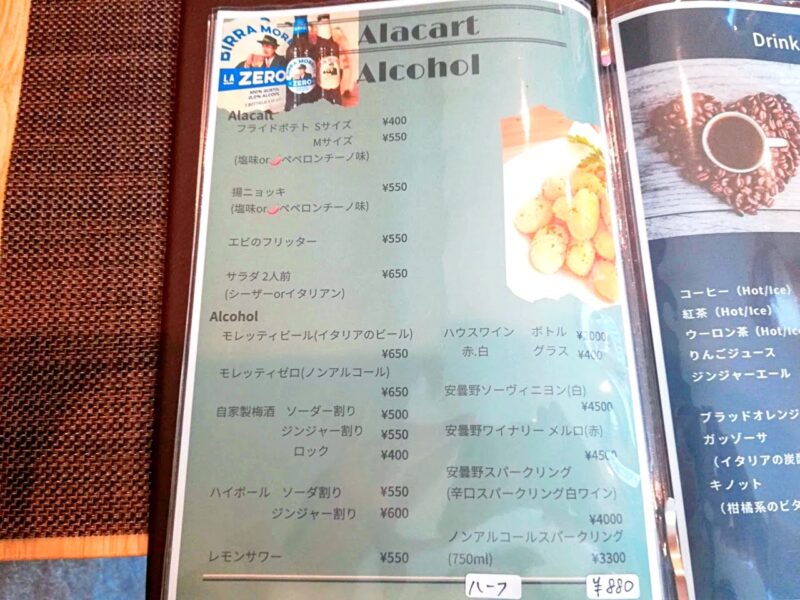 BIRRA MORE
LA ZERO
Alacart
Alcohol
Alacart
フライドポテト Sサイズ ¥400
Mサイズ ¥550
(塩味orペペロンチーノ味)
揚ニョッキ ¥550
(塩味orペペロンチーノ味)
エビのフリッター ¥550
サラダ 2人前 ¥650
(シーザーorイタリアン)
Alcohol
モレッティビール(イタリアのビール)
¥650
モレッティゼロ(ノンアルコール)
¥650
自家製梅酒 ソーダー割り ¥500
ジンジャー割り ¥550
ロック ¥400
ハイボール ソーダ割り ¥550
ジンジャー割り ¥600
レモンサワー ¥550
ハウスワイン ボトル
赤.白 グラス ¥400
安曇野ソーヴィニヨン(白)
¥4500
安曇野ワイナリー メルロ(赤)
¥4500
安曇野スパークリング
(辛口スパークリング白ワイン)
¥4000
ノンアルコールスパークリング
(750ml) ¥3300
ハーフ ¥880
Drink
コーヒー (Hot/Ice)
紅茶 (Hot/Ice)
ウーロン茶 (Hot/Ice
りんごジュース
ジンジャーエール
ブラッドオレンジ
ガッゾーサ
(イタリアの炭酸
キノット
(柑橘系のビタ